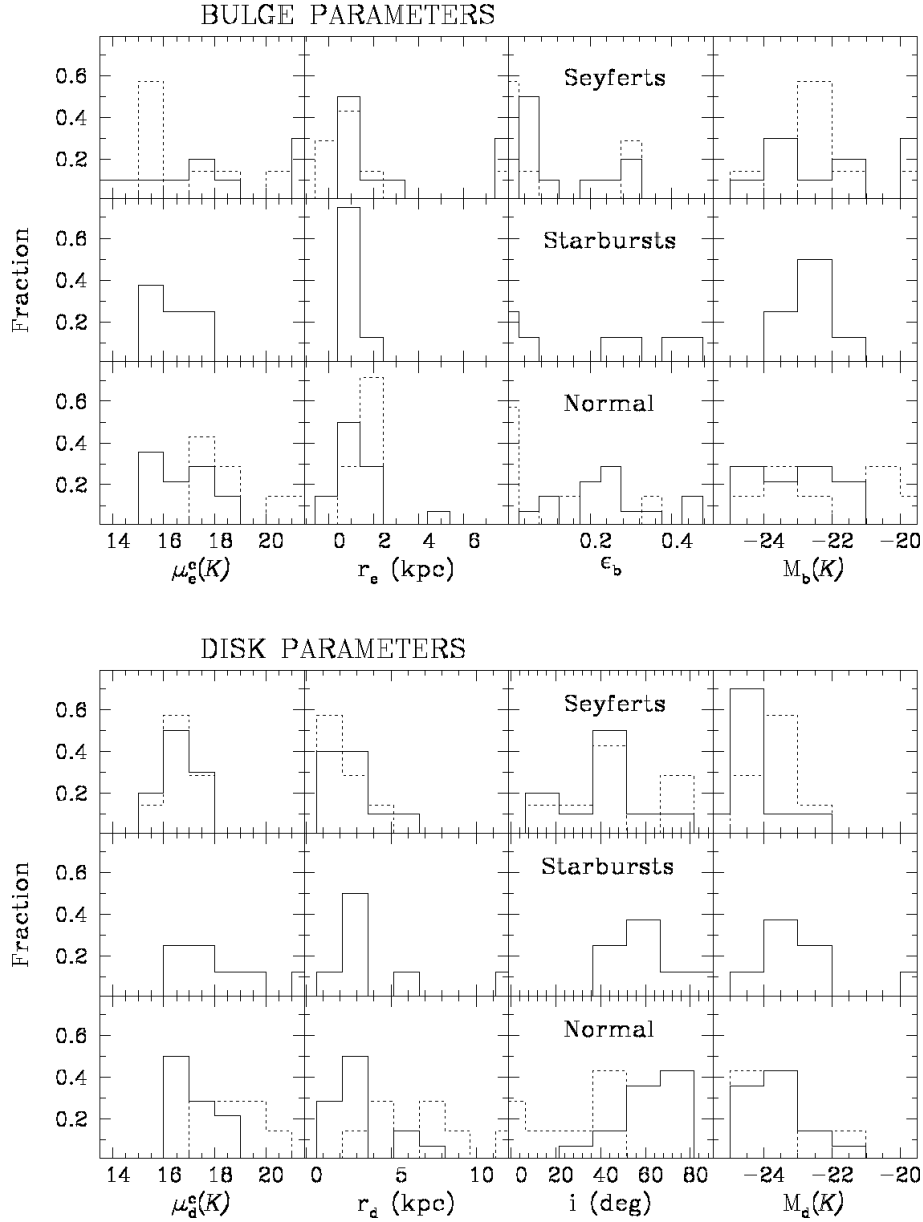 BULGE PARAMETERS
Seyferts
0.6
0.4
0.2
Starbursts
0.6
0.4
0.2
Normal
0.6
0.4
0.2
Fraction
14 16 18 20 0 2 4 6 0.2 0.4 −24 −22 −20
μ_e^c(K) r_e (kpc) ϵ_b M_b(K)
DISK PARAMETERS
Seyferts
0.6
0.4
0.2
Starbursts
0.6
0.4
0.2
Normal
0.6
0.4
0.2
Fraction
14 16 18 20 0 5 10 0 20 40 60 80 −24 −22 −20
μ_d^c(K) r_d (kpc) i (deg) M_d(K)